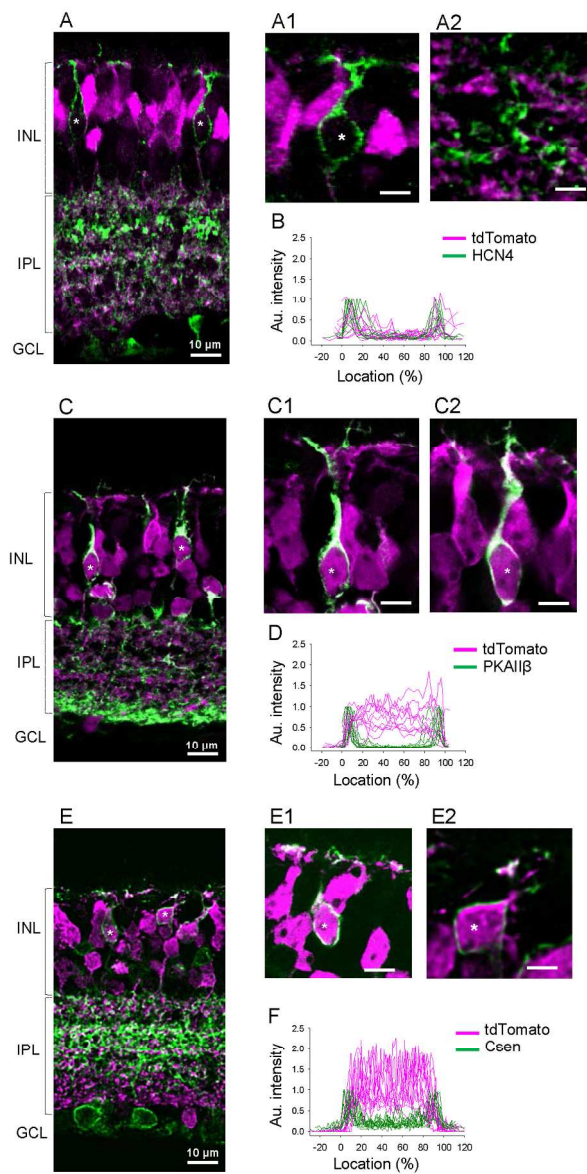 A
A1
A2
INL
IPL
GCL
10 µm
*
*
*
B
tdTomato
HCN4
Au. intensity
2.5
2.0
1.5
1.0
0.5
0.0
-20 0 20 40 60 80 100 120
Location (%)
C
C1
C2
INL
IPL
GCL
10 µm
*
*
*
*
D
tdTomato
PKAIIβ
Au. intensity
2.5
2.0
1.5
1.0
0.5
0.0
-20 0 20 40 60 80 100 120
Location (%)
E
E1
E2
INL
IPL
GCL
10 µm
*
*
*
*
F
tdTomato
Csen
Au. intensity
2.5
2.0
1.5
1.0
0.5
0.0
-20 0 20 40 60 80 100 120
Location (%)